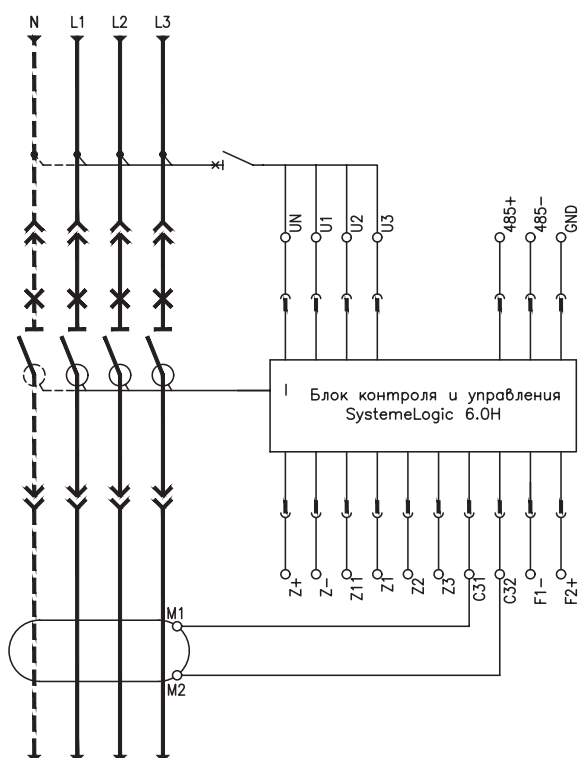 N L1 L2 L3
UN U1 U2 U3 485+ 485- GND
I
Блок контроля и управления
SystemeLogic 6.0H
Z+ Z- Z11 Z1 Z2 Z3 C31 C32 F1- F2+
M1
M2